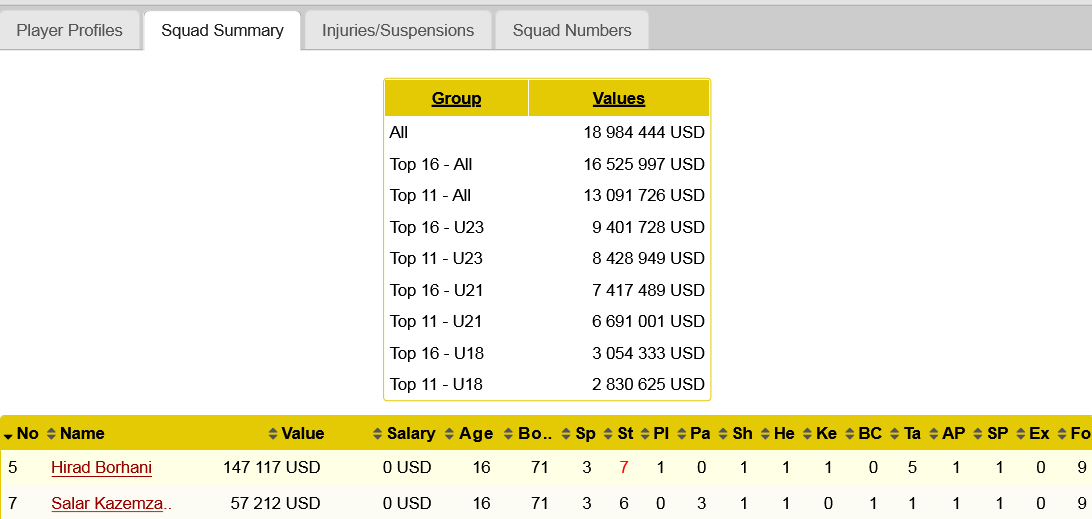 Player Profiles Squad Summary Injuries/Suspensions Squad Numbers
Group Values
All 18 984 444 USD
Top 16 - All 16 525 997 USD
Top 11 - All 13 091 726 USD
Top 16 - U23 9 401 728 USD
Top 11 - U23 8 428 949 USD
Top 16 - U21 7 417 489 USD
Top 11 - U21 6 691 001 USD
Top 16 - U18 3 054 333 USD
Top 11 - U18 2 830 625 USD
No Name Value Salary Age Bo.. Sp St Pl Pa Sh He Ke BC Ta AP SP Ex Fo
5 Hirad Borhani 147 117 USD 0 USD 16 71 3 7 1 0 1 1 1 0 5 1 1 0 9
7 Salar Kazemza.. 57 212 USD 0 USD 16 71 3 6 0 3 1 1 0 1 1 1 1 0 9